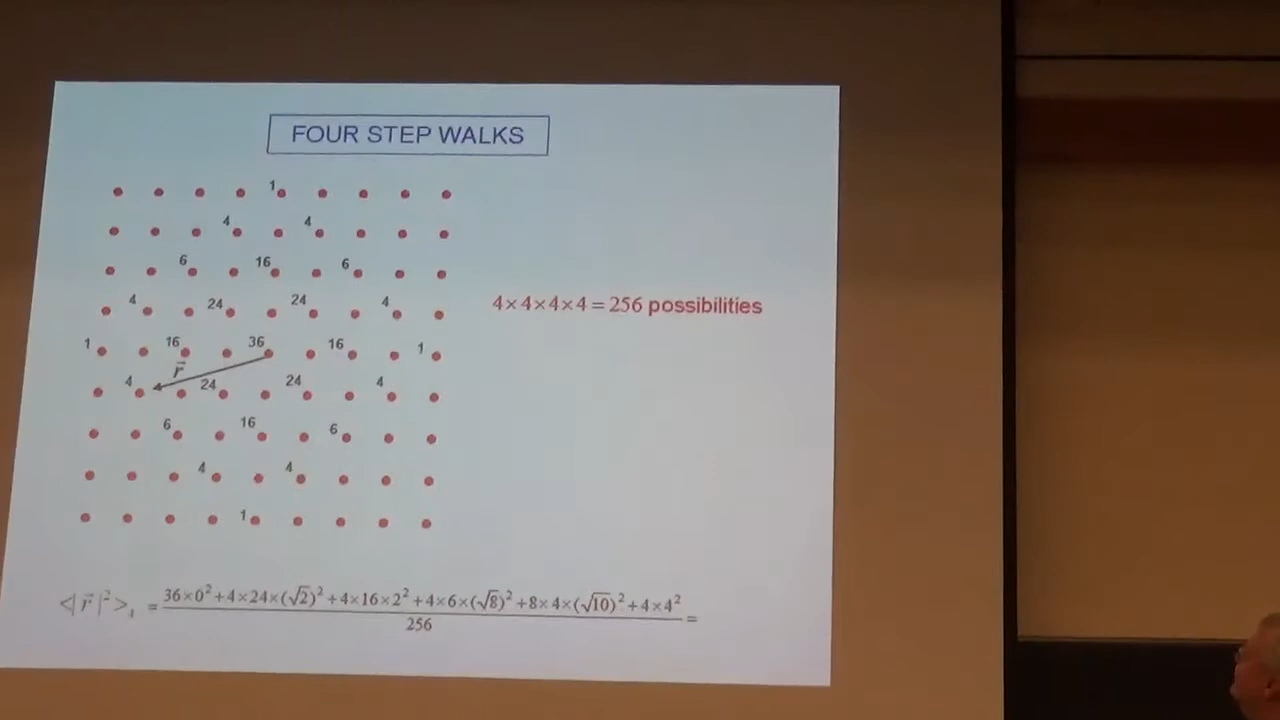 FOUR STEP WALKS
1
4 4
6 16 6
4 24 24 4
4×4×4×4 = 256 possibilities
1 16 36 16 1
r⃗
4 24 24 4
6 16 6
4 4
1
<|r⃗|²>₄ = (36×0²+4×24×(√2)²+4×16×2²+4×6×(√8)²+8×4×(√10)²+4×4²)/256 =